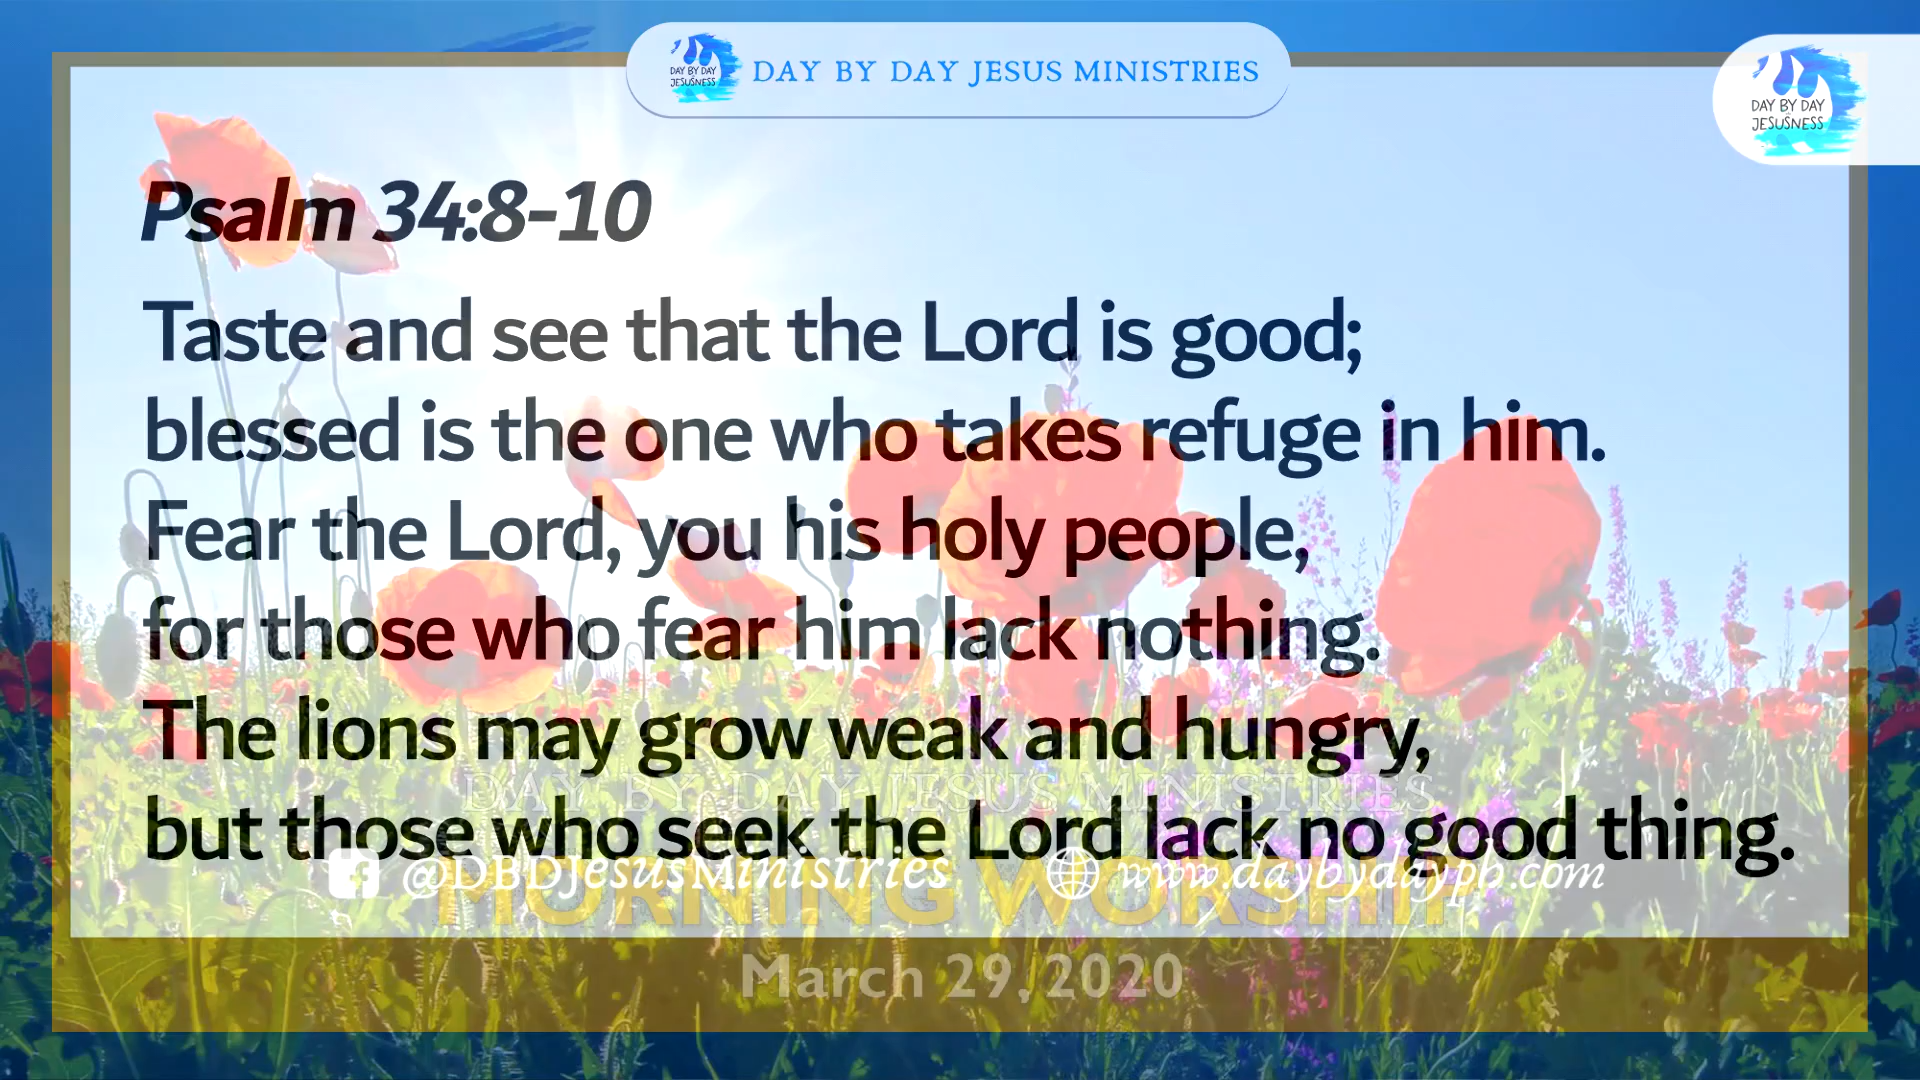 DAY BY DAY JESUS MINISTRIES
DAY BY DAY
JESUSNESS
DAY BY DAY
JESUSNESS
Psalm 34:8-10
Taste and see that the Lord is good;
blessed is the one who takes refuge in him.
Fear the Lord, you his holy people,
for those who fear him lack nothing.
The lions may grow weak and hungry,
DAY BY DAY JESUS MINISTRIES
but those who seek the Lord lack no good thing.
@DBDJesusMinistries www.daybydaypb.com
MORNING WORSHIP
March 29, 2020